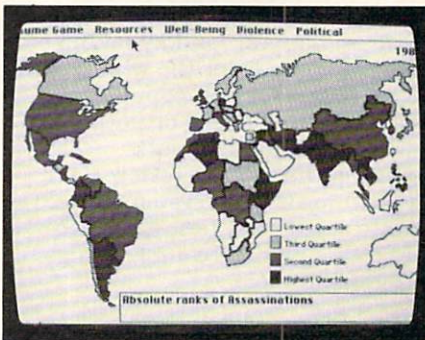 ume Game Resources Well-Being Violence Political
198
Lowest Quartile
Third Quartile
Second Quartile
Highest Quartile
Absolute ranks of Assassinations